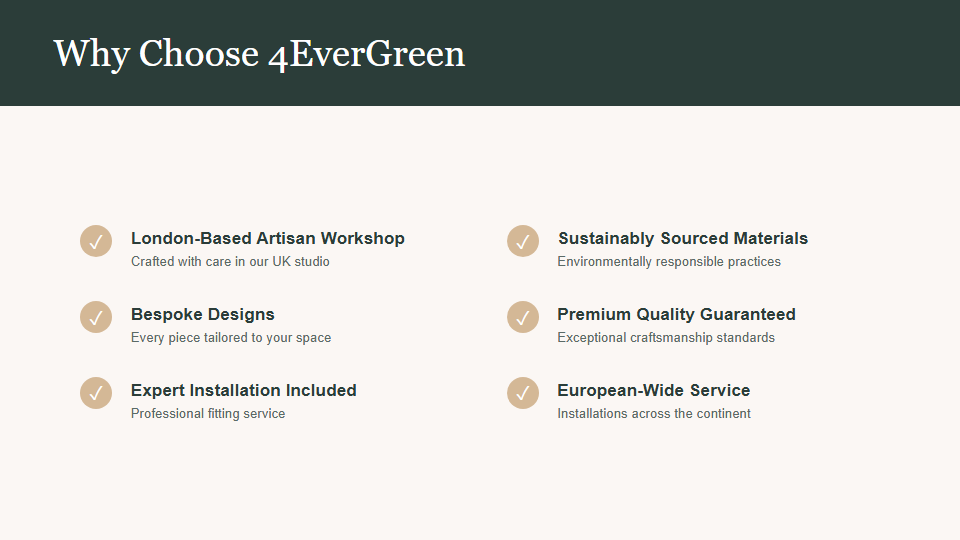 Why Choose 4EverGreen
London-Based Artisan Workshop
Crafted with care in our UK studio
Bespoke Designs
Every piece tailored to your space
Expert Installation Included
Professional fitting service
Sustainably Sourced Materials
Environmentally responsible practices
Premium Quality Guaranteed
Exceptional craftsmanship standards
European-Wide Service
Installations across the continent